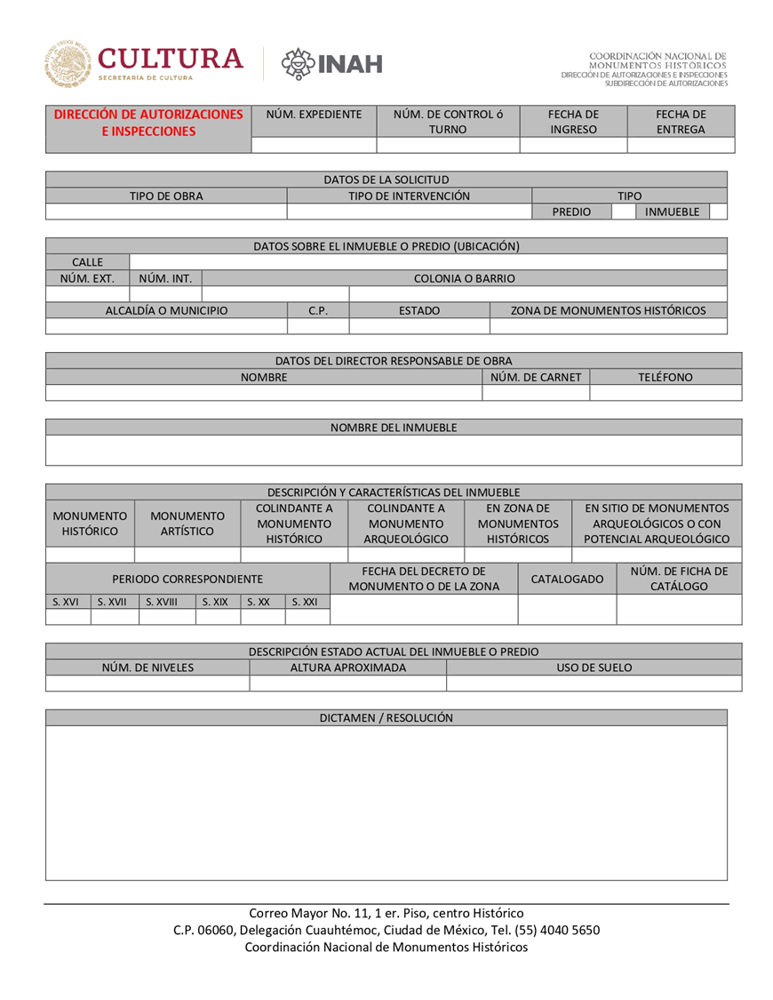 CULTURA
SECRETARÍA DE CULTURA
INAH
COORDINACIÓN NACIONAL DE
MONUMENTOS HISTÓRICOS
DIRECCIÓN DE AUTORIZACIONES E INSPECCIONES
SUBDIRECCIÓN DE AUTORIZACIONES
DIRECCIÓN DE AUTORIZACIONES
E INSPECCIONES
NÚM. EXPEDIENTE
NÚM. DE CONTROL ó
TURNO
FECHA DE
INGRESO
FECHA DE
ENTREGA
DATOS DE LA SOLICITUD
TIPO DE OBRA
TIPO DE INTERVENCIÓN
TIPO
PREDIO
INMUEBLE
DATOS SOBRE EL INMUEBLE O PREDIO (UBICACIÓN)
CALLE
NÚM. EXT.
NÚM. INT.
COLONIA O BARRIO
ALCALDÍA O MUNICIPIO
C.P.
ESTADO
ZONA DE MONUMENTOS HISTÓRICOS
DATOS DEL DIRECTOR RESPONSABLE DE OBRA
NOMBRE
NÚM. DE CARNET
TELÉFONO
NOMBRE DEL INMUEBLE
DESCRIPCIÓN Y CARACTERÍSTICAS DEL INMUEBLE
MONUMENTO
HISTÓRICO
MONUMENTO
ARTÍSTICO
COLINDANTE A
MONUMENTO
HISTÓRICO
COLINDANTE A
MONUMENTO
ARQUEOLÓGICO
EN ZONA DE
MONUMENTOS
HISTÓRICOS
EN SITIO DE MONUMENTOS
ARQUEOLÓGICOS O CON
POTENCIAL ARQUEOLÓGICO
PERIODO CORRESPONDIENTE
FECHA DEL DECRETO DE
MONUMENTO O DE LA ZONA
CATALOGADO
NÚM. DE FICHA DE
CATÁLOGO
S. XVI
S. XVII
S. XVIII
S. XIX
S. XX
S. XXI
DESCRIPCIÓN ESTADO ACTUAL DEL INMUEBLE O PREDIO
NÚM. DE NIVELES
ALTURA APROXIMADA
USO DE SUELO
DICTAMEN / RESOLUCIÓN
Correo Mayor No. 11, 1 er. Piso, centro Histórico
C.P. 06060, Delegación Cuauhtémoc, Ciudad de México, Tel. (55) 4040 5650
Coordinación Nacional de Monumentos Históricos